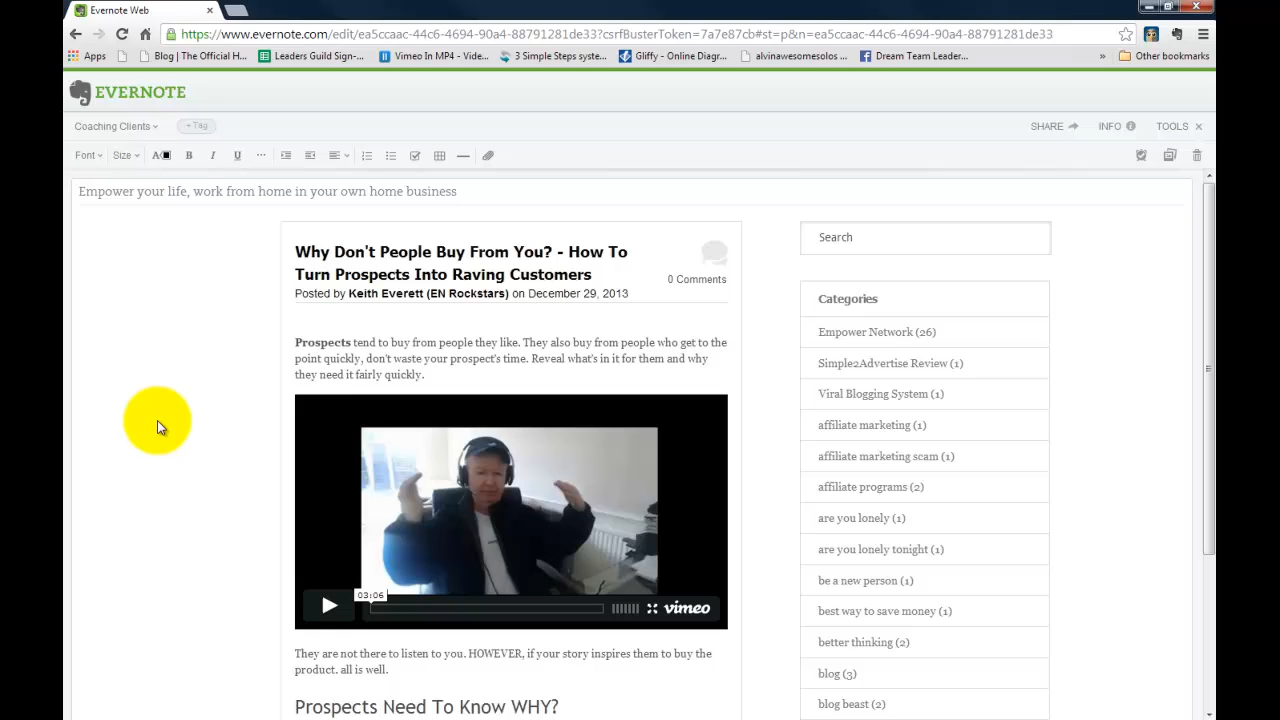 Evernote Web
https://www.evernote.com/edit/ea5ccaac-44c6-4694-90a4-88791281de33?csrfBusterToken=7a7e87cb#st=p&n=ea5ccaac-44c6-4694-90a4-88791281de33
Apps Blog | The Official H... Leaders Guild Sign-... Vimeo In MP4 - Vide... 3 Simple Steps syste... Gliffy - Online Diagr... alvinawesomesolos ... Dream Team Leader... » Other bookmarks
EVERNOTE
Coaching Clients + Tag SHARE INFO TOOLS
Font Size A B I U ...
Empower your life, work from home in your own home business
Why Don't People Buy From You? - How To
Turn Prospects Into Raving Customers
0 Comments
Posted by Keith Everett (EN Rockstars) on December 29, 2013
Prospects tend to buy from people they like. They also buy from people who get to the
point quickly, don't waste your prospect's time. Reveal what's in it for them and why
they need it fairly quickly.
03:06
vimeo
They are not there to listen to you. HOWEVER, if your story inspires them to buy the
product. all is well.
Prospects Need To Know WHY?
Search
Categories
Empower Network (26)
Simple2Advertise Review (1)
Viral Blogging System (1)
affiliate marketing (1)
affiliate marketing scam (1)
affiliate programs (2)
are you lonely (1)
are you lonely tonight (1)
be a new person (1)
best way to save money (1)
better thinking (2)
blog (3)
blog beast (2)